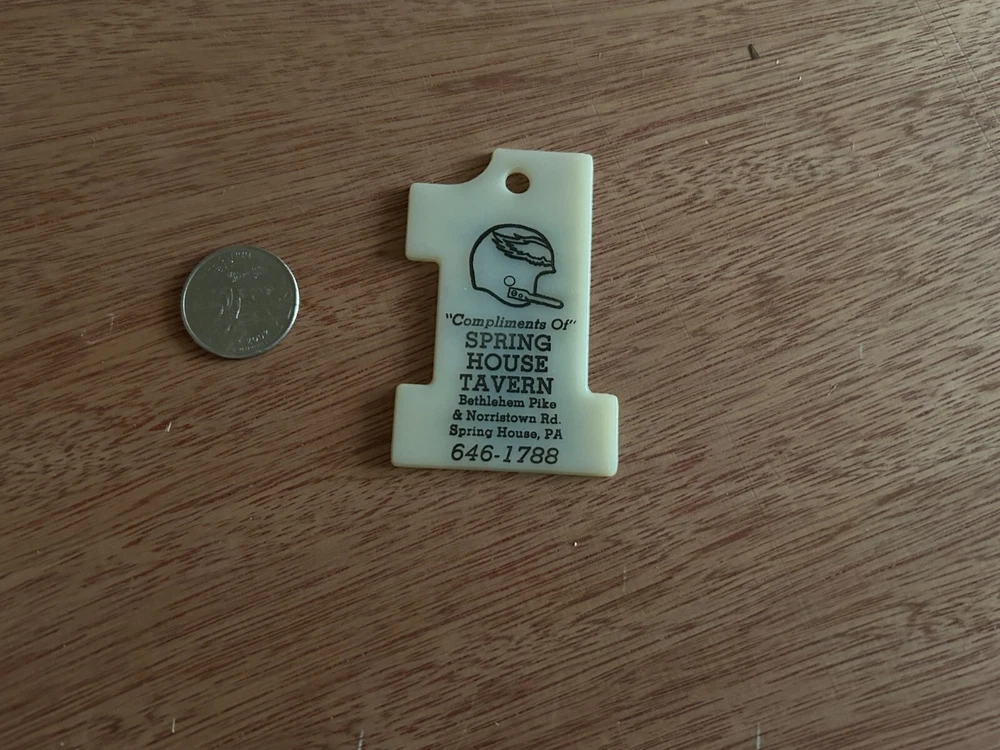 "Compliments Of"
SPRING
HOUSE
TAVERN
Bethlehem Pike
& Norristown Rd.
Spring House, PA
646-1788